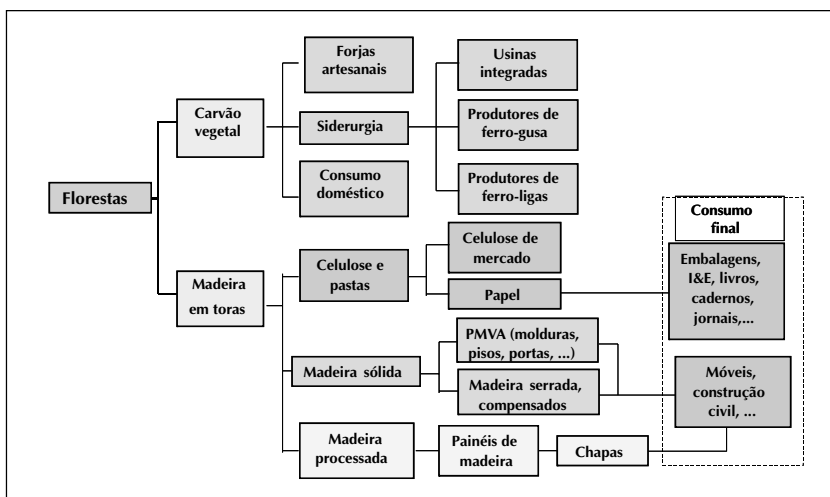 Florestas
Carvão
vegetal
Forjas
artesanais
Siderurgia
Consumo
doméstico
Usinas
integradas
Produtores
de ferro-gusa
Produtores de
ferro-ligas
Madeira
em toras
Celulose e
pastas
Celulose de
mercado
Papel
Madeira sólida
PMVA (molduras,
pisos, portas, ...)
Madeira serrada,
compensados
Madeira
processada
Painéis de
madeira
Chapas
Consumo
final
Embalagens,
I&E, livros,
cadernos,
jornais,...
Móveis,
construção
civil, ...